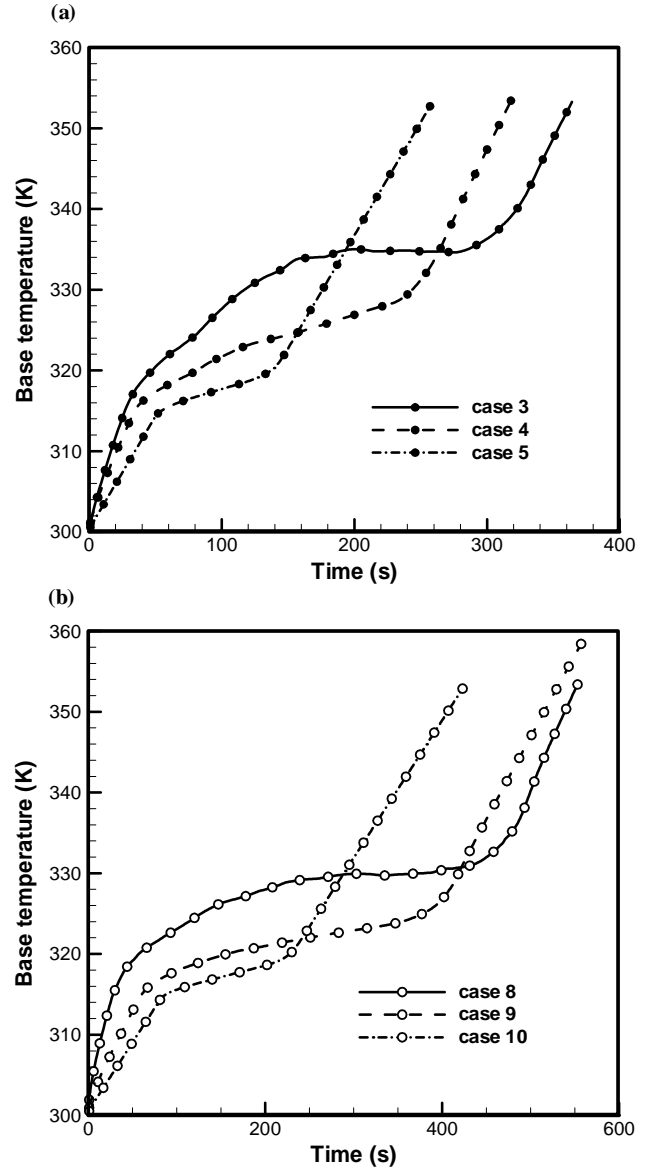 (a)
360
350
340
330
320
310
300
0
100
200
300
400
Base temperature (K)
Time (s)
case 3
case 4
case 5
(b)
360
350
340
330
320
310
300
0
200
400
600
Base temperature (K)
Time (s)
case 8
case 9
case 10